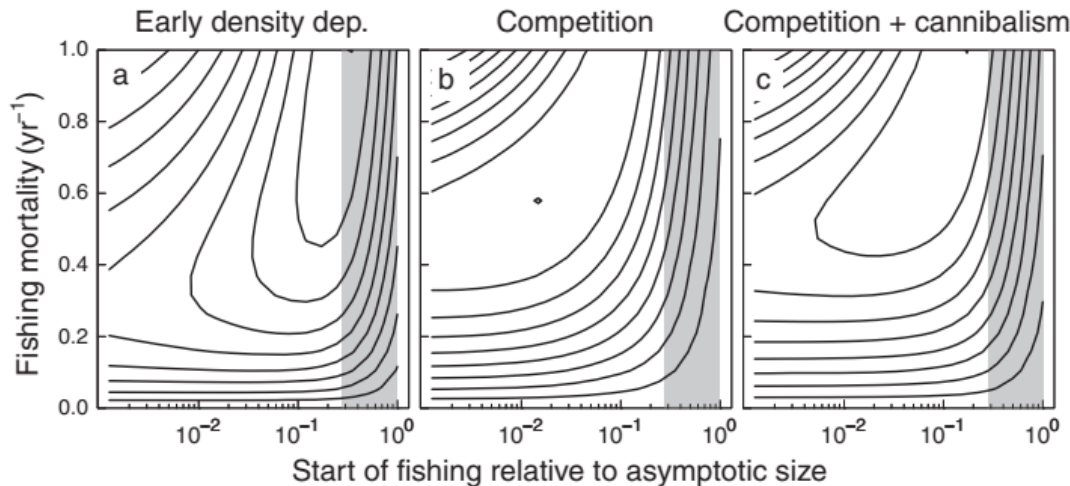 Early density dep.
Competition
Competition + cannibalism
Fishing mortality (yr⁻¹)
1.0
0.8
0.6
0.4
0.2
0.0
a
b
c
10⁻² 10⁻¹ 10⁰
10⁻² 10⁻¹ 10⁰
10⁻² 10⁻¹ 10⁰
Start of fishing relative to asymptotic size